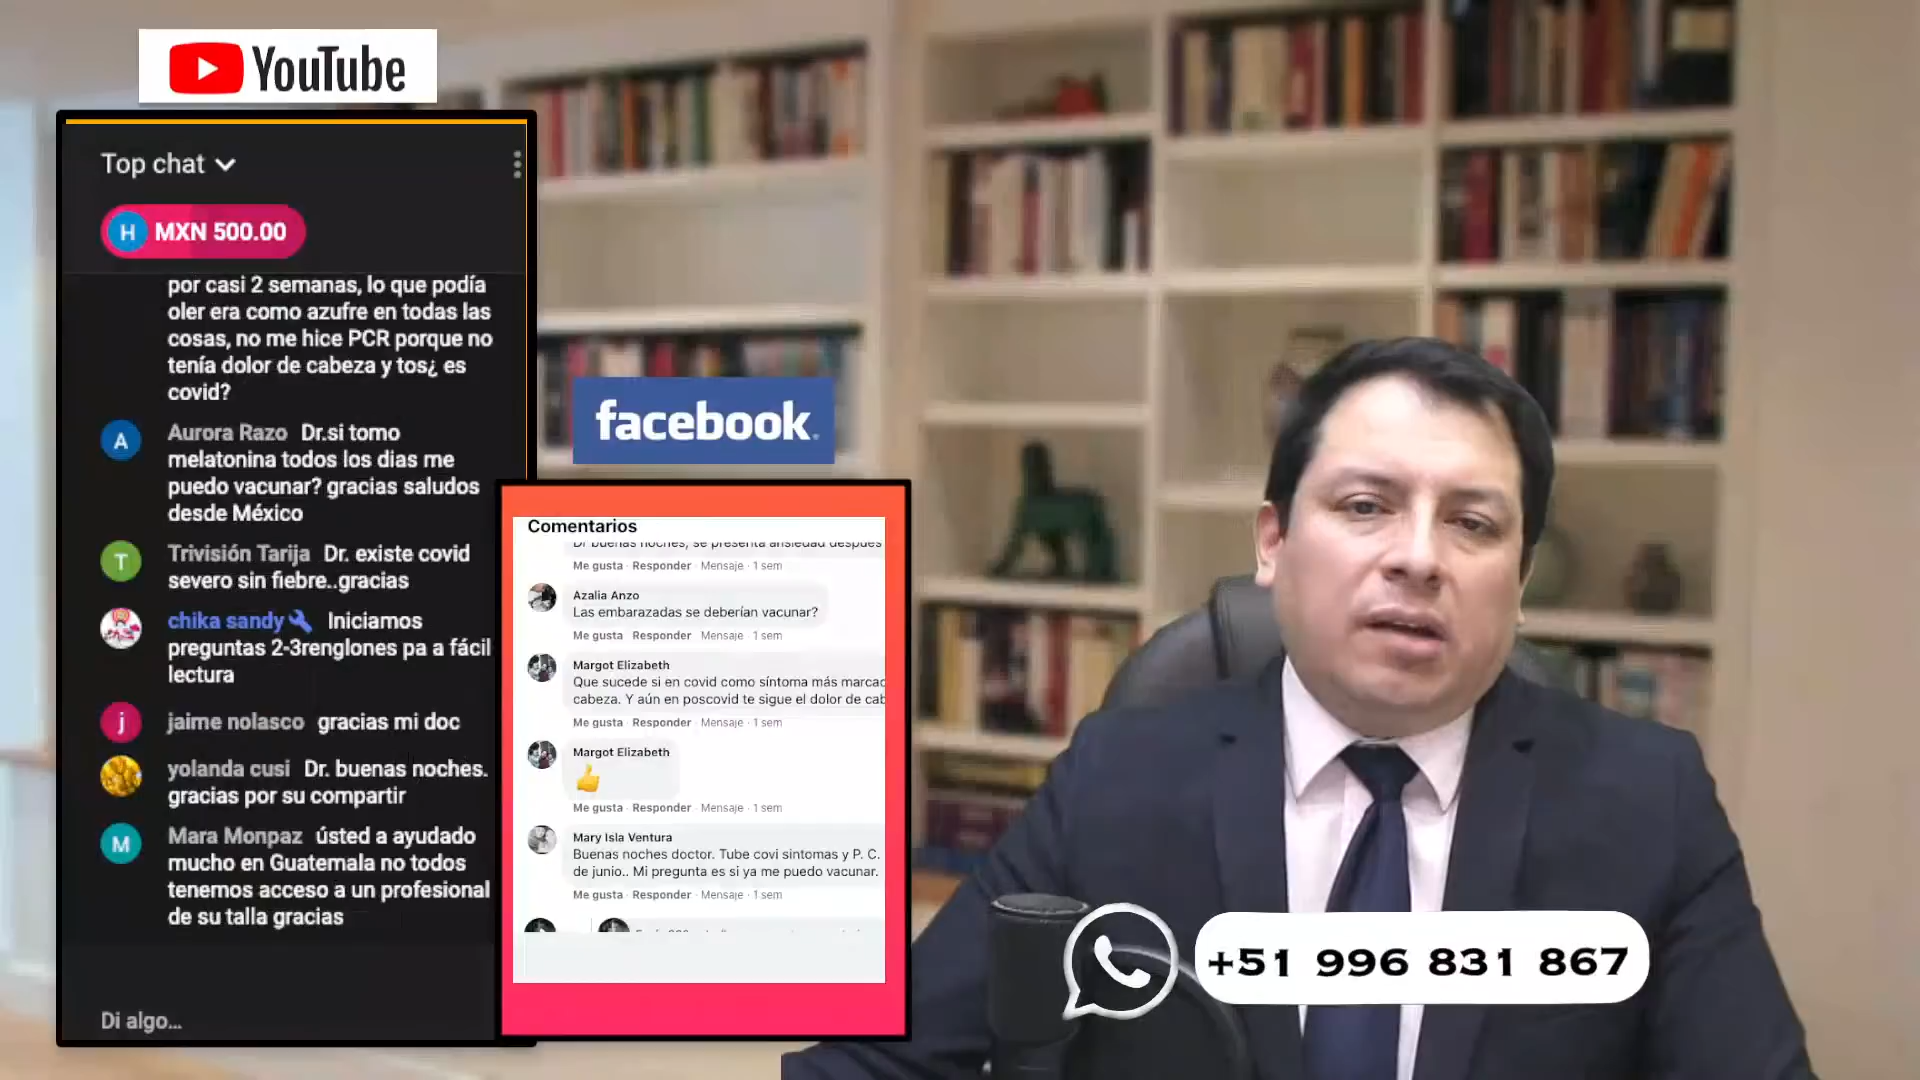 YouTube
Top chat
H MXN 500.00
por casi 2 semanas, lo que podía
oler era como azufre en todas las
cosas, no me hice PCR porque no
tenía dolor de cabeza y tos¿ es
covid?
A
Aurora Razo Dr.si tomo
melatonina todos los dias me
puedo vacunar? gracias saludos
desde México
T
Trivisión Tarija Dr. existe covid
severo sin fiebre..gracias
chika sandy Iniciamos
preguntas 2-3renglones pa a fácil
lectura
j
jaime nolasco gracias mi doc
yolanda cusi Dr. buenas noches.
gracias por su compartir
M
Mara Monpaz ústed a ayudado
mucho en Guatemala no todos
tenemos acceso a un profesional
de su talla gracias
Di algo...
facebook.
Comentarios
Dr buenas noches, se presenta ansiedad despues
Me gusta · Responder · Mensaje · 1 sem
Azalia Anzo
Las embarazadas se deberían vacunar?
Me gusta Responder Mensaje · 1 sem
Margot Elizabeth
Que sucede si en covid como síntoma más marcad
cabeza. Y aún en poscovid te sigue el dolor de cab
Me gusta · Responder · Mensaje · 1 sem
Margot Elizabeth
Me gusta · Responder · Mensaje · 1 sem
Mary Isla Ventura
Buenas noches doctor. Tube covi sintomas y P. C.
de junio.. Mi pregunta es si ya me puedo vacunar.
Me gusta · Responder · Mensaje · 1 sem
+51 996 831 867